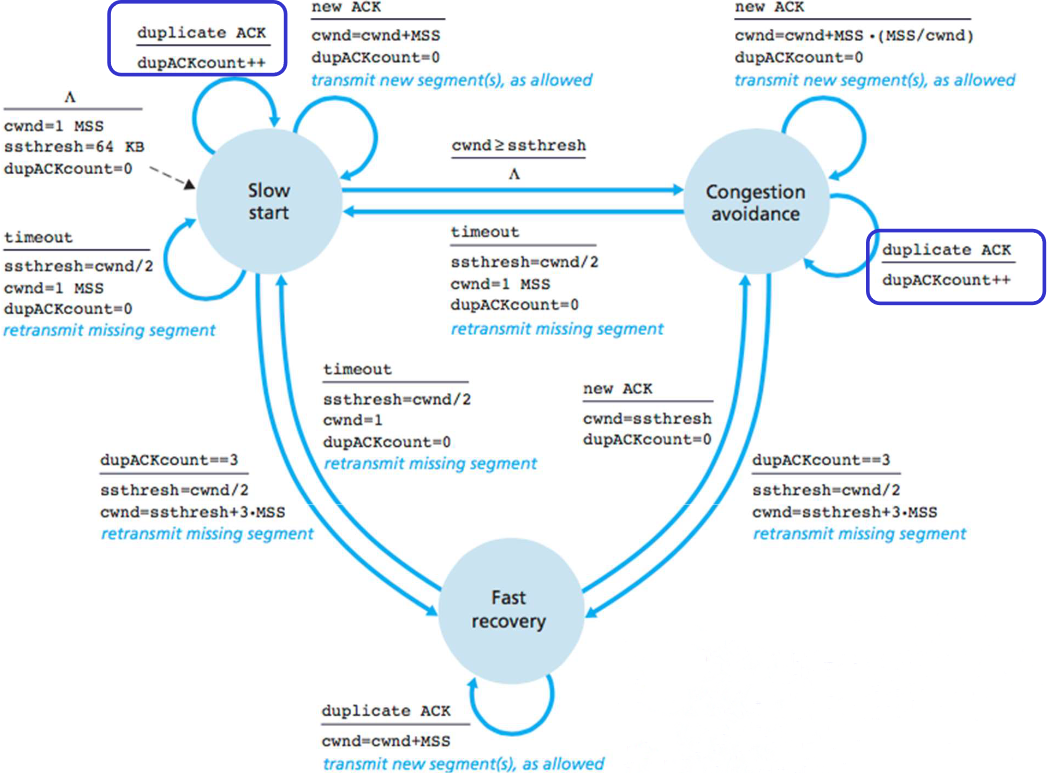 duplicate ACK
dupACKcount++
new ACK
cwnd=cwnd+MSS
dupACKcount=0
transmit new segment(s), as allowed
new ACK
cwnd=cwnd+MSS •(MSS/cwnd)
dupACKcount=0
transmit new segment(s), as allowed
Λ
cwnd=1 MSS
ssthresh=64 KB
dupACKcount=0
Slow
start
cwnd≥ssthresh
Λ
Congestion
avoidance
timeout
ssthresh=cwnd/2
cwnd=1 MSS
dupACKcount=0
retransmit missing segment
timeout
ssthresh=cwnd/2
cwnd=1 MSS
dupACKcount=0
retransmit missing segment
duplicate ACK
dupACKcount++
timeout
ssthresh=cwnd/2
cwnd=1
dupACKcount=0
retransmit missing segment
new ACK
cwnd=ssthresh
dupACKcount=0
dupACKcount==3
ssthresh=cwnd/2
cwnd=ssthresh+3•MSS
retransmit missing segment
dupACKcount==3
ssthresh=cwnd/2
cwnd=ssthresh+3•MSS
retransmit missing segment
Fast
recovery
duplicate ACK
cwnd=cwnd+MSS
transmit new segment(s), as allowed